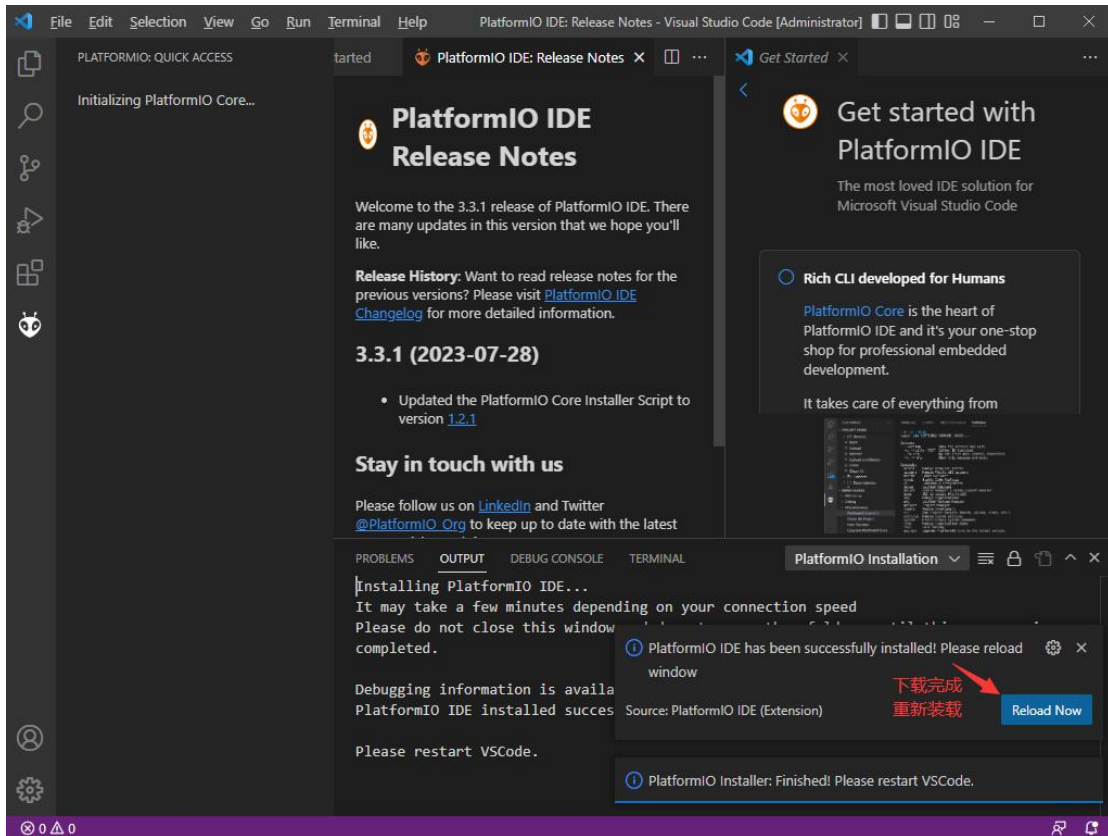 File Edit Selection View Go Run Terminal Help PlatformIO IDE: Release Notes - Visual Studio Code [Administrator]
PLATFORMIO: QUICK ACCESS
Initializing PlatformIO Core...
tarted PlatformIO IDE: Release Notes
PlatformIO IDE
Release Notes
Welcome to the 3.3.1 release of PlatformIO IDE. There
are many updates in this version that we hope you'll
like.
Release History: Want to read release notes for the
previous versions? Please visit PlatformIO IDE
Changelog for more detailed information.
3.3.1 (2023-07-28)
• Updated the PlatformIO Core Installer Script to
version 1.2.1
Stay in touch with us
Please follow us on LinkedIn and Twitter
@PlatformIO_Org to keep up to date with the latest
Get Started
Get started with
PlatformIO IDE
The most loved IDE solution for
Microsoft Visual Studio Code
Rich CLI developed for Humans
PlatformIO Core is the heart of
PlatformIO IDE and it's your one-stop
shop for professional embedded
development.
It takes care of everything from
PROBLEMS OUTPUT DEBUG CONSOLE TERMINAL PlatformIO Installation
Installing PlatformIO IDE...
It may take a few minutes depending on your connection speed
Please do not close this window
completed.
Debugging information is availa
PlatformIO IDE installed succes
Please restart VSCode.
PlatformIO IDE has been successfully installed! Please reload
window
下载完成
重新装载
Source: PlatformIO IDE (Extension)
Reload Now
PlatformIO Installer: Finished! Please restart VSCode.
0 0